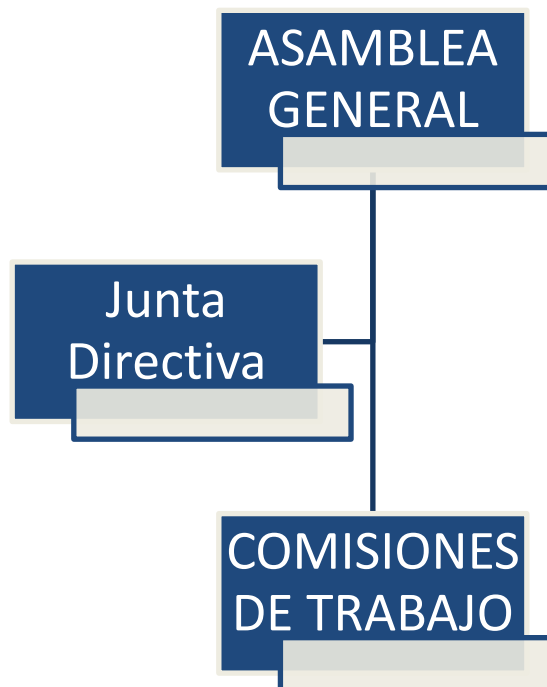 ASAMBLEA
GENERAL
Junta
Directiva
COMISIONES
DE TRABAJO